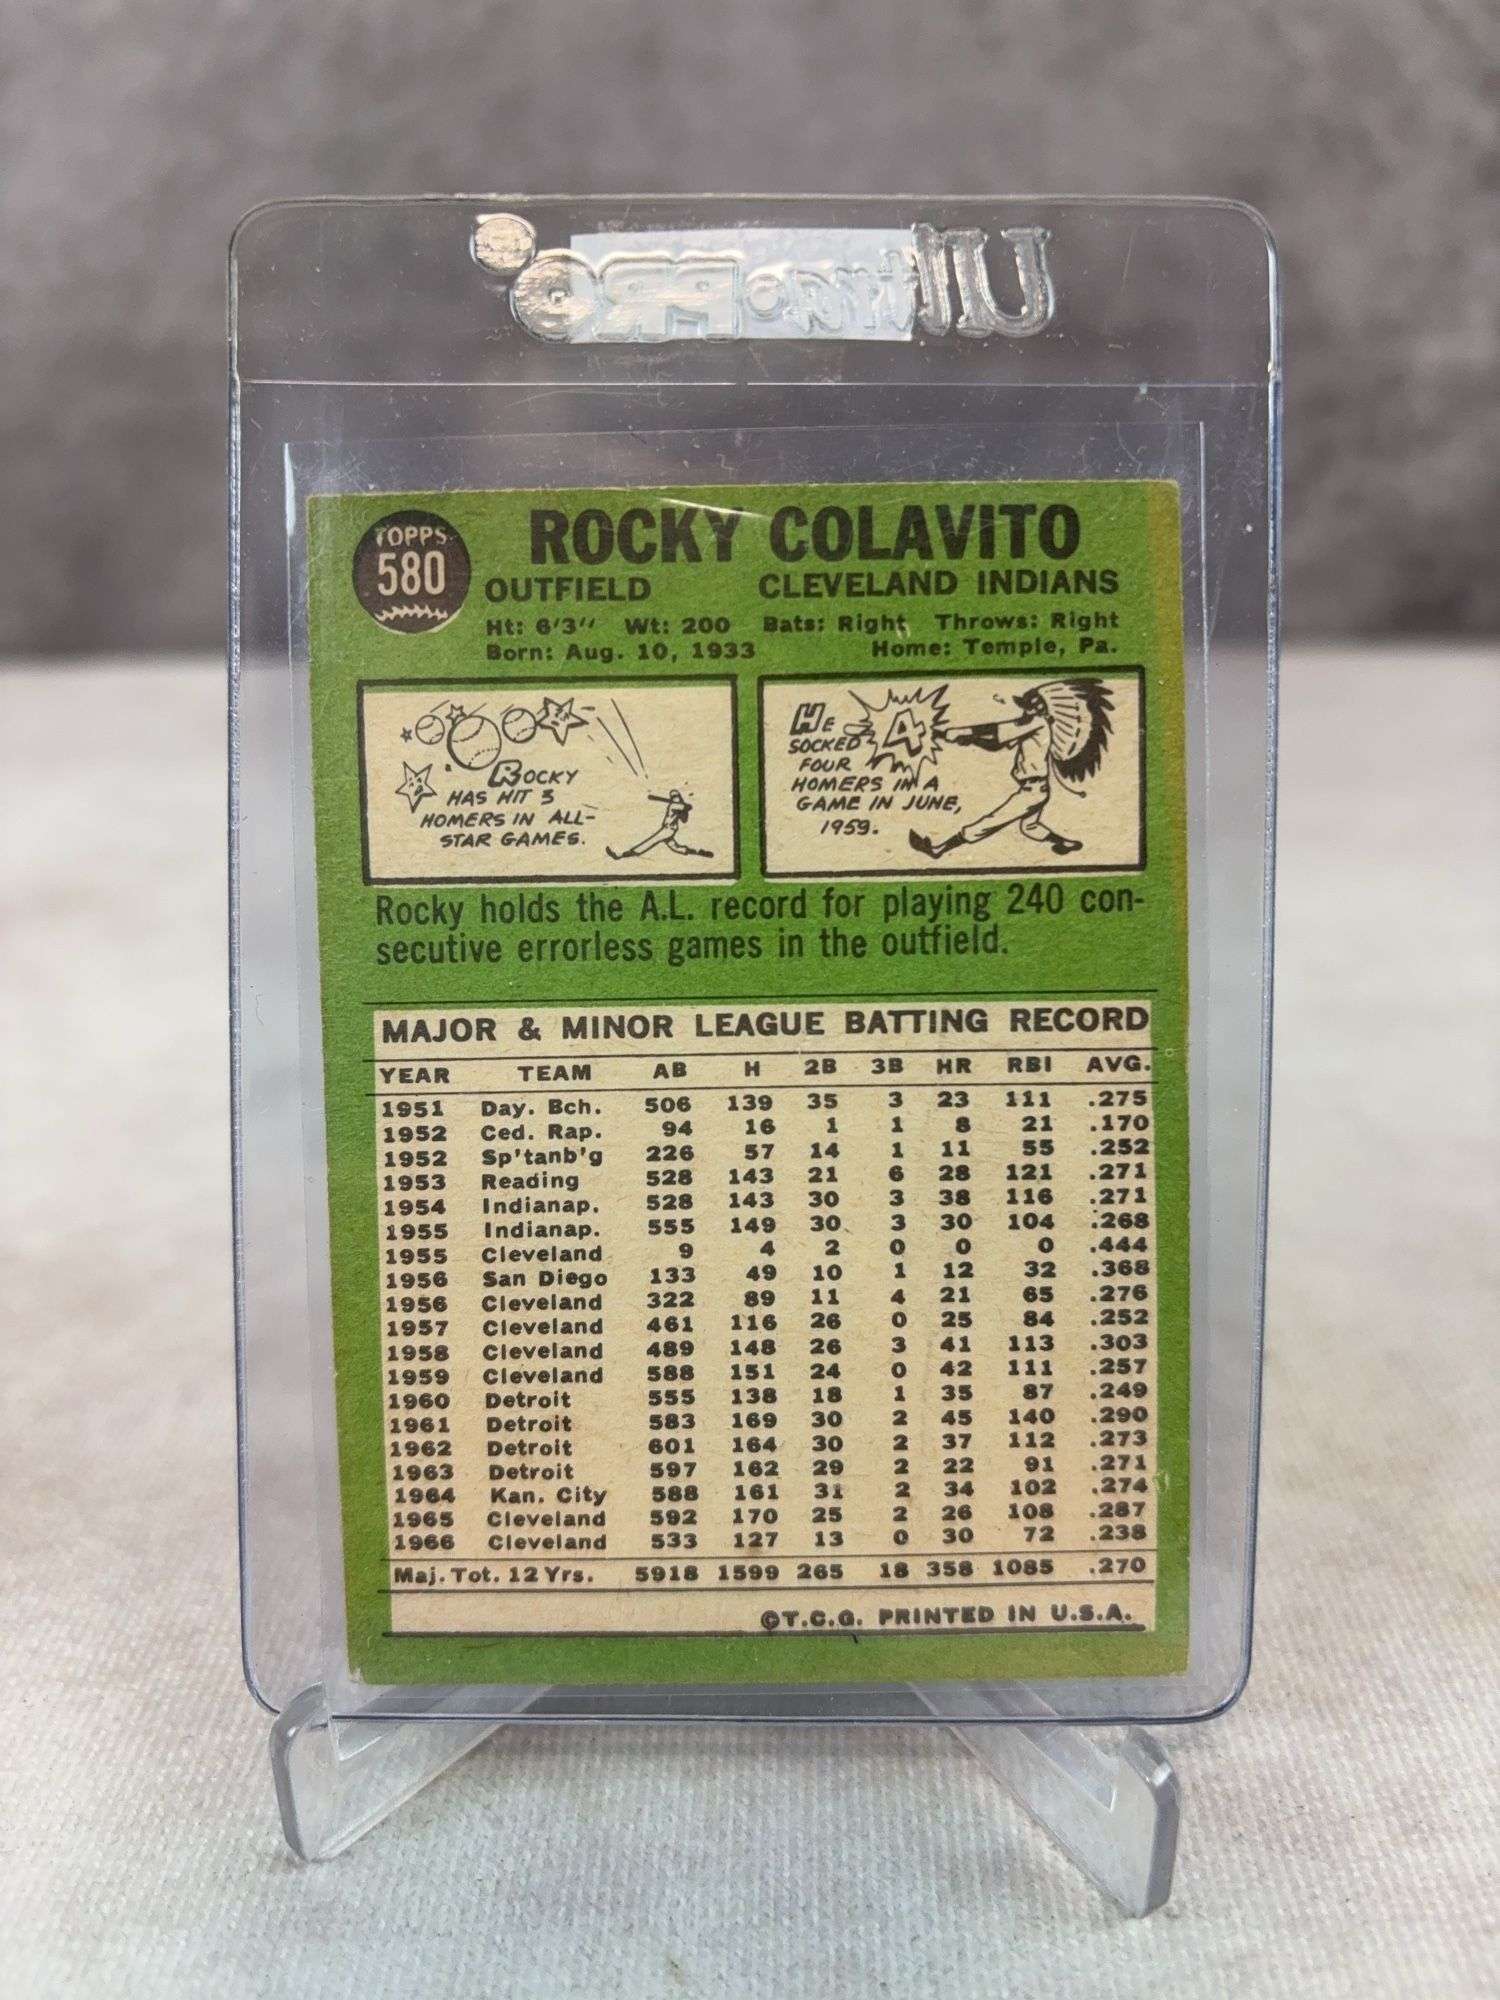 UltraPRO
TOPPS
580
ROCKY COLAVITO
OUTFIELD CLEVELAND INDIANS
Ht: 6'3" Wt: 200 Bats: Right Throws: Right
Born: Aug. 10, 1933 Home: Temple, Pa.
ROCKY
HAS HIT 3
HOMERS IN ALL-
STAR GAMES.
HE
SOCKED
FOUR
HOMERS IN A
GAME IN JUNE,
1959.
4
Rocky holds the A.L. record for playing 240 con-
secutive errorless games in the outfield.
MAJOR & MINOR LEAGUE BATTING RECORD
YEAR TEAM AB H 2B 3B HR RBI AVG.
1951 Day. Bch. 506 139 35 3 23 111 .275
1952 Ced. Rap. 94 16 1 1 8 21 .170
1952 Sp'tanb'g 226 57 14 1 11 55 .252
1953 Reading 528 143 21 6 28 121 .271
1954 Indianap. 528 143 30 3 38 116 .271
1955 Indianap. 555 149 30 3 30 104 .268
1955 Cleveland 9 4 2 0 0 0 .444
1956 San Diego 133 49 10 1 12 32 .368
1956 Cleveland 322 89 11 4 21 65 .276
1957 Cleveland 461 116 26 0 25 84 .252
1958 Cleveland 489 148 26 3 41 113 .303
1959 Cleveland 588 151 24 0 42 111 .257
1960 Detroit 555 138 18 1 35 87 .249
1961 Detroit 583 169 30 2 45 140 .290
1962 Detroit 601 164 30 2 37 112 .273
1963 Detroit 597 162 29 2 22 91 .271
1964 Kan. City 588 161 31 2 34 102 .274
1965 Cleveland 592 170 25 2 26 108 .287
1966 Cleveland 533 127 13 0 30 72 .238
Maj. Tot. 12 Yrs. 5918 1599 265 18 358 1085 .270
©T.C.G. PRINTED IN U.S.A.